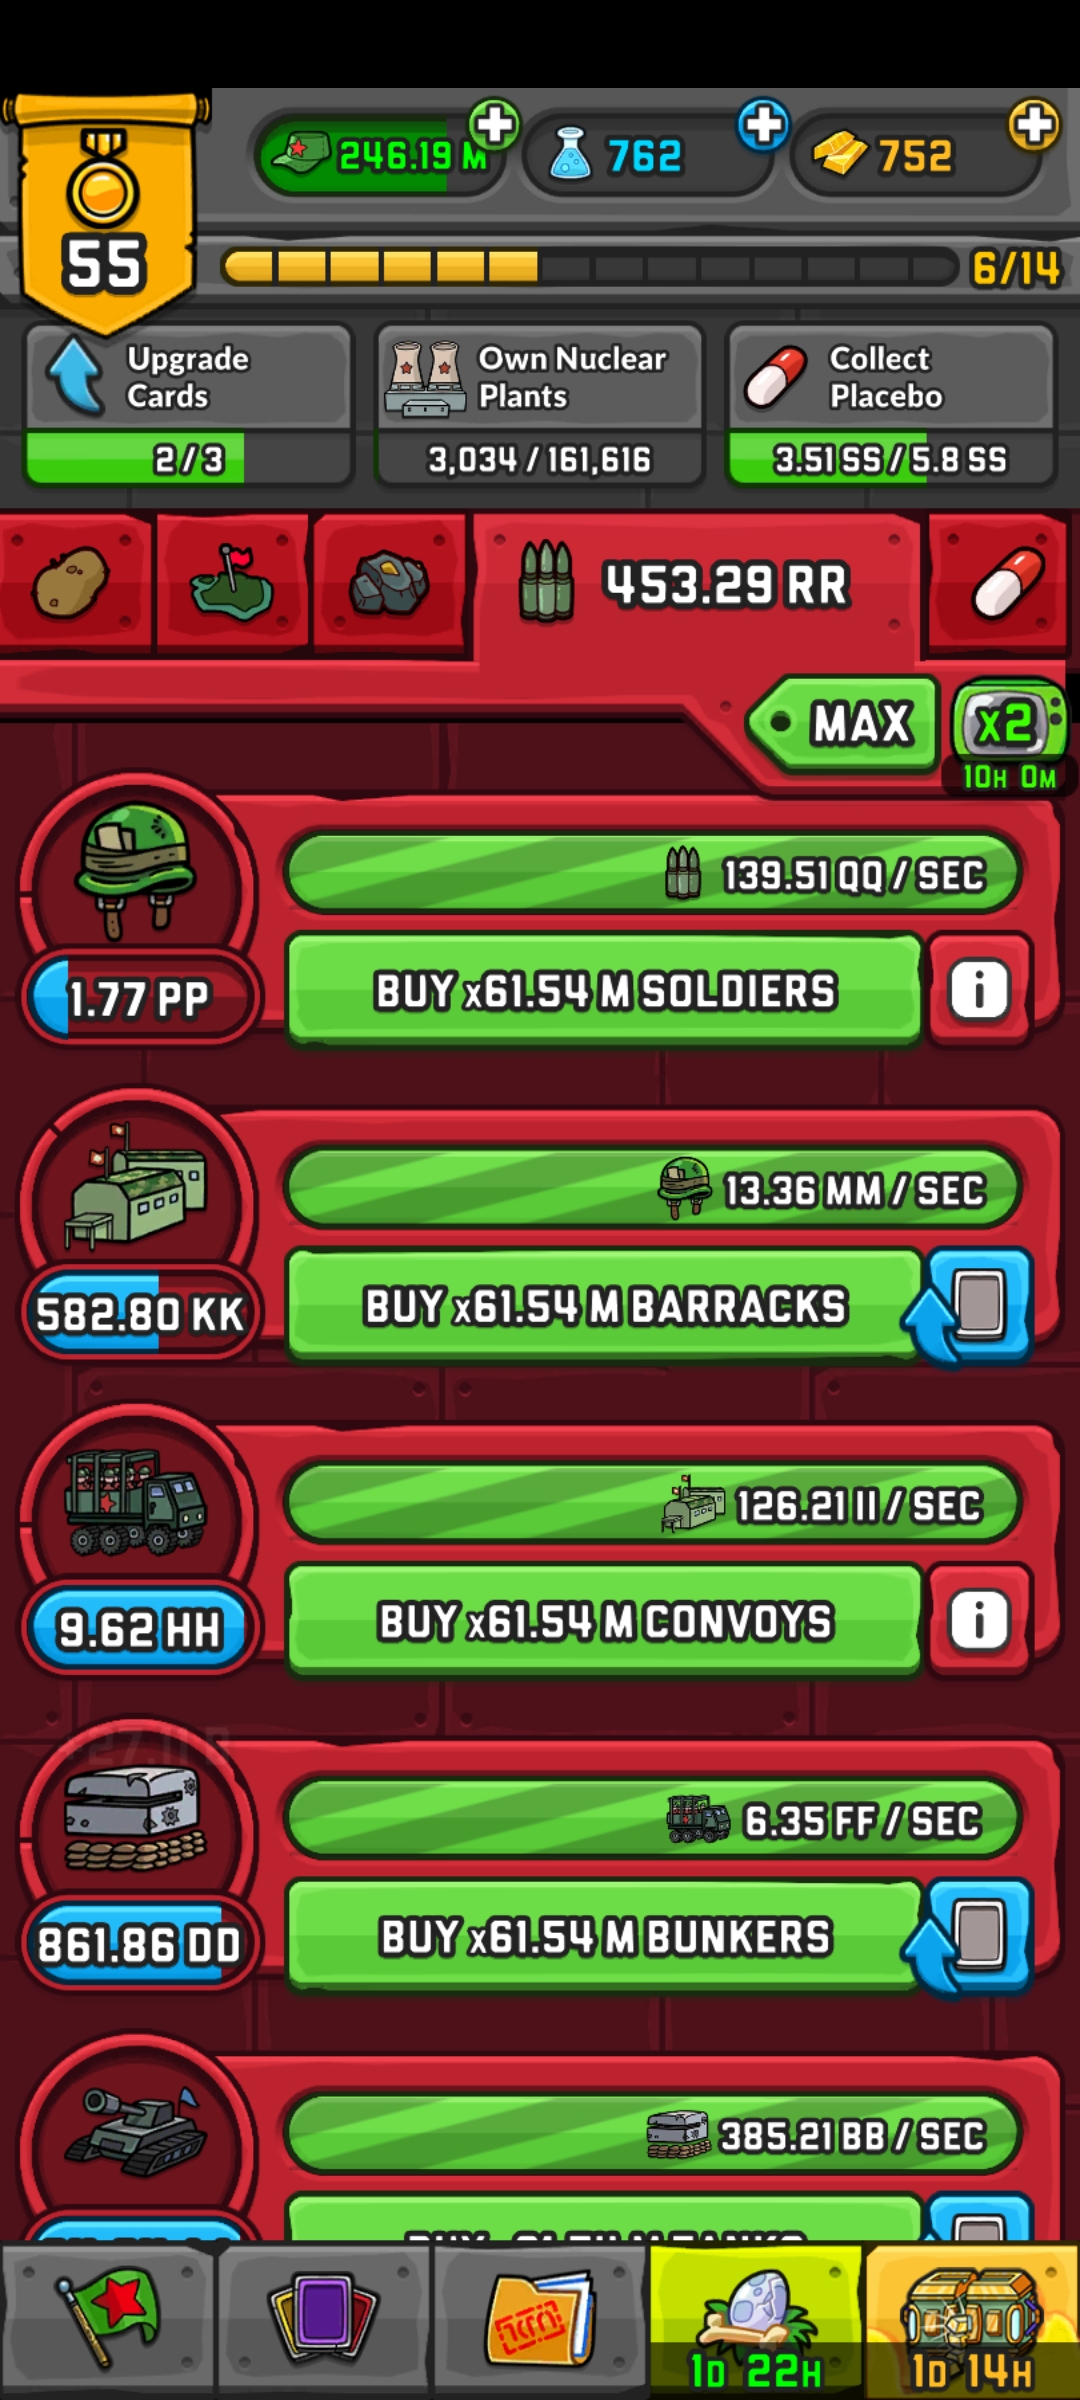 246.19 M
762
752
55
6/14
Upgrade
Cards
2/3
Own Nuclear
Plants
3,034/161,616
Collect
Placebo
3.51 SS/5.8 SS
453.29 RR
MAX
x2
10H 0M
139.51 QQ/SEC
1.77 PP
BUY x61.54 M SOLDIERS
i
13.36 MM/SEC
582.80 KK
BUY x61.54 M BARRACKS
126.21 II/SEC
9.62 HH
BUY x61.54 M CONVOYS
i
6.35 FF/SEC
861.86 DD
BUY x61.54 M BUNKERS
385.21 BB/SEC
1D 22H
1D 14H